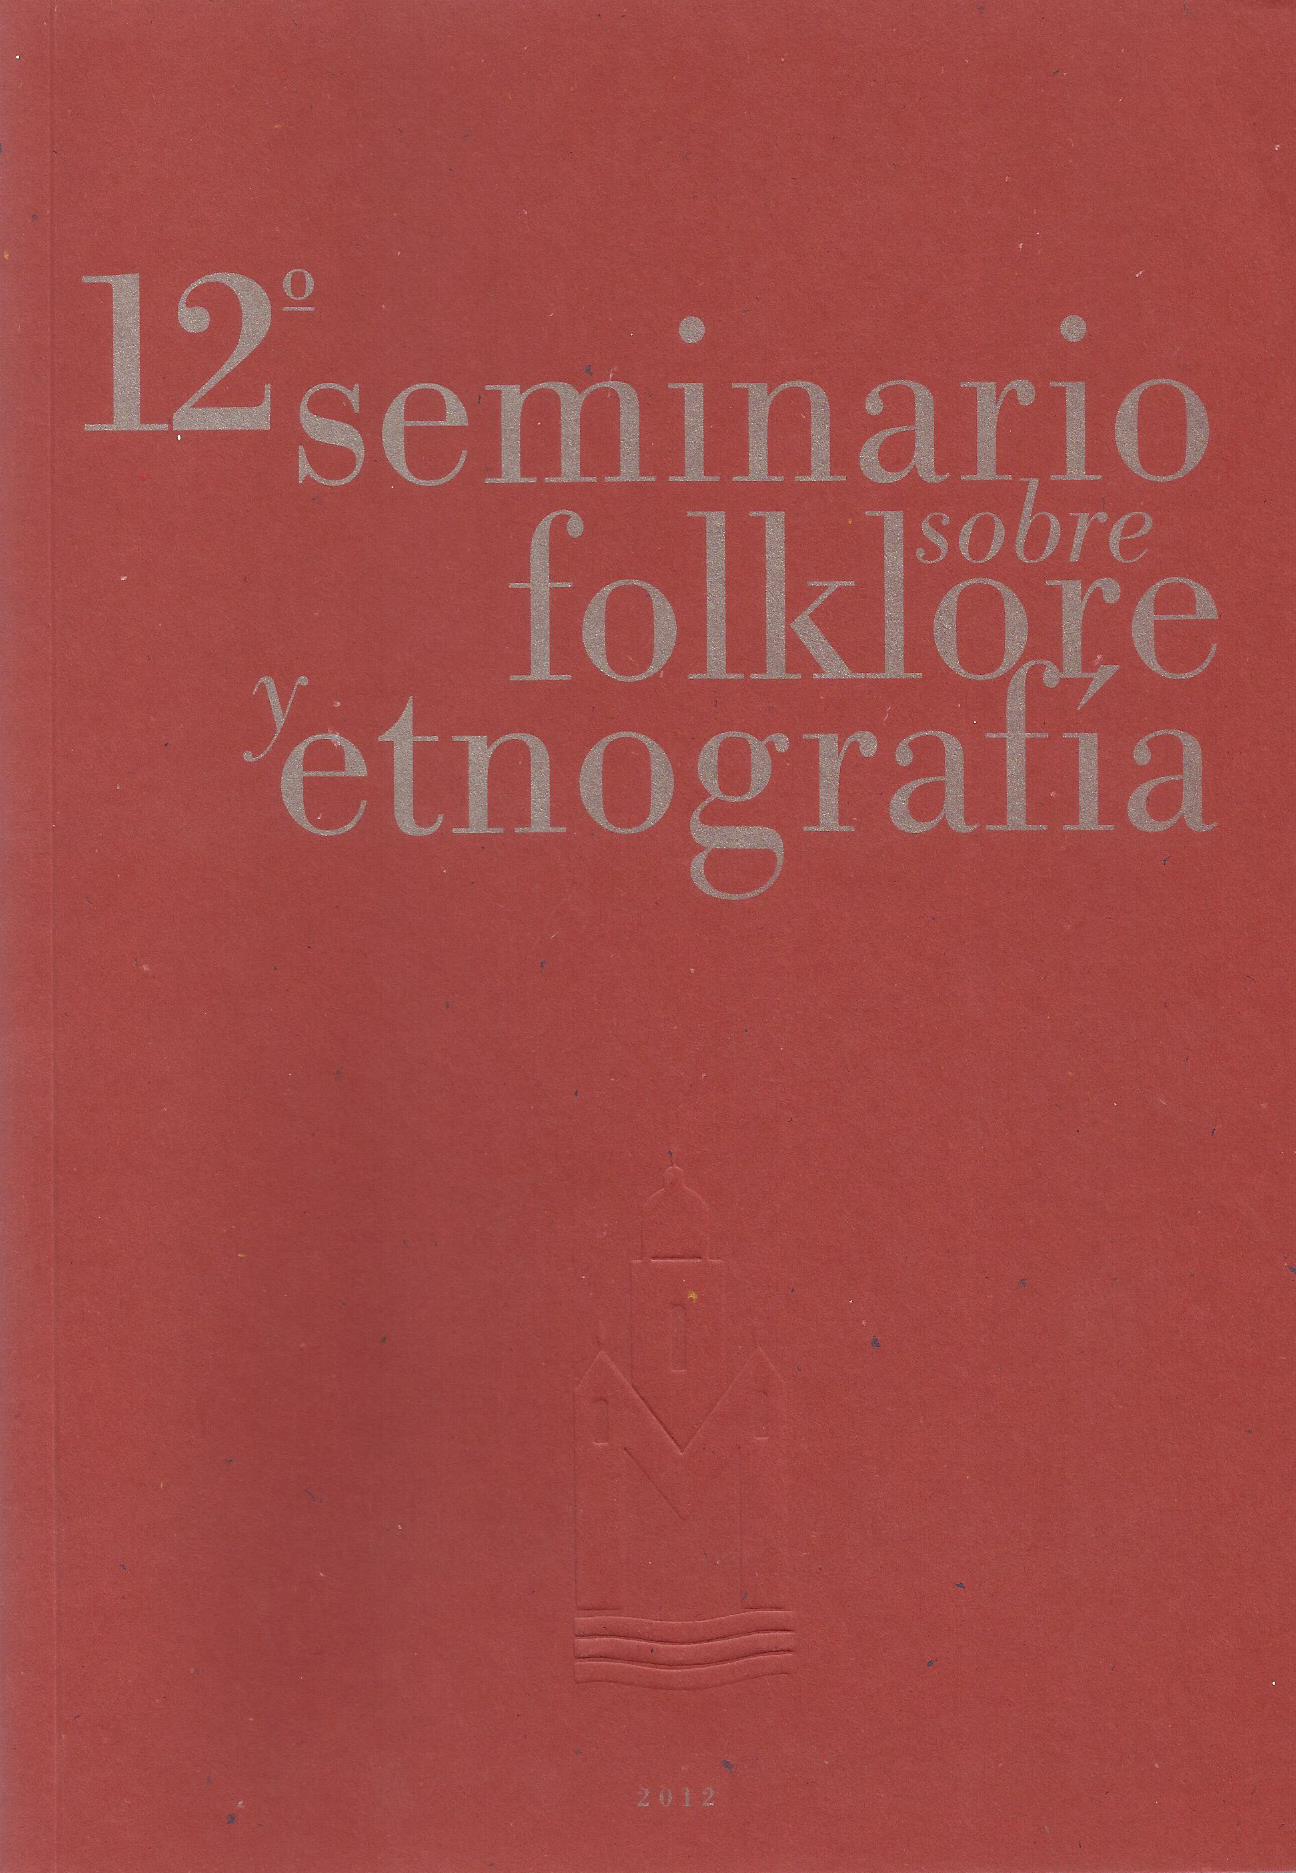 12º seminario
sobre
folklore
y etnografía
2012